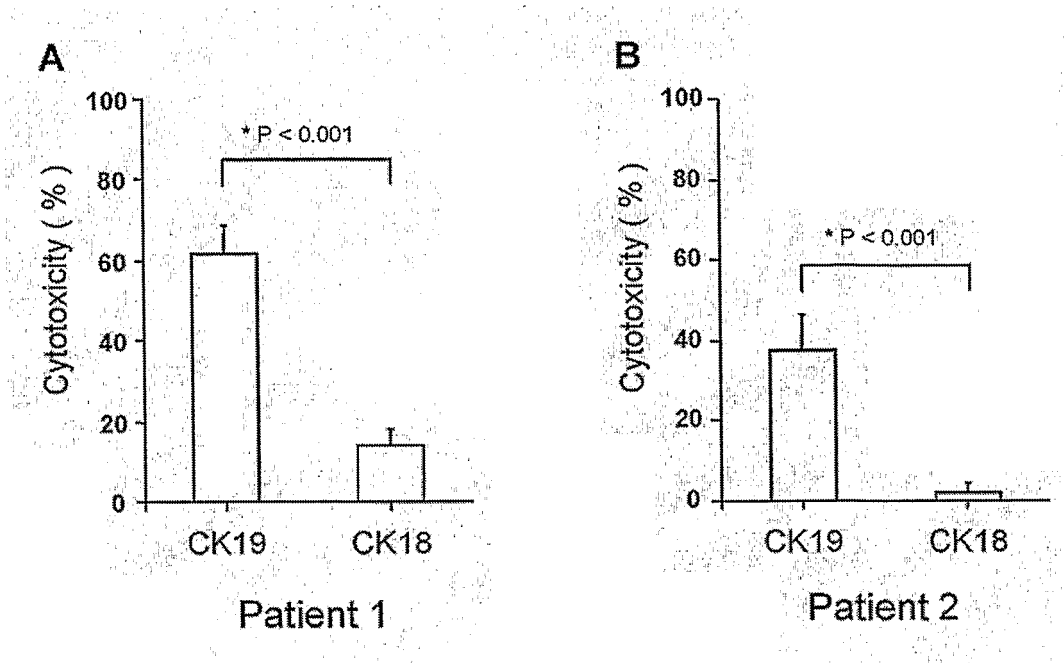 A
100
80
60
40
20
0
Cytotoxicity ( % )
* P < 0.001
CK19 CK18
Patient 1
B
100
80
60
40
20
0
Cytotoxicity ( % )
* P < 0.001
CK19 CK18
Patient 2